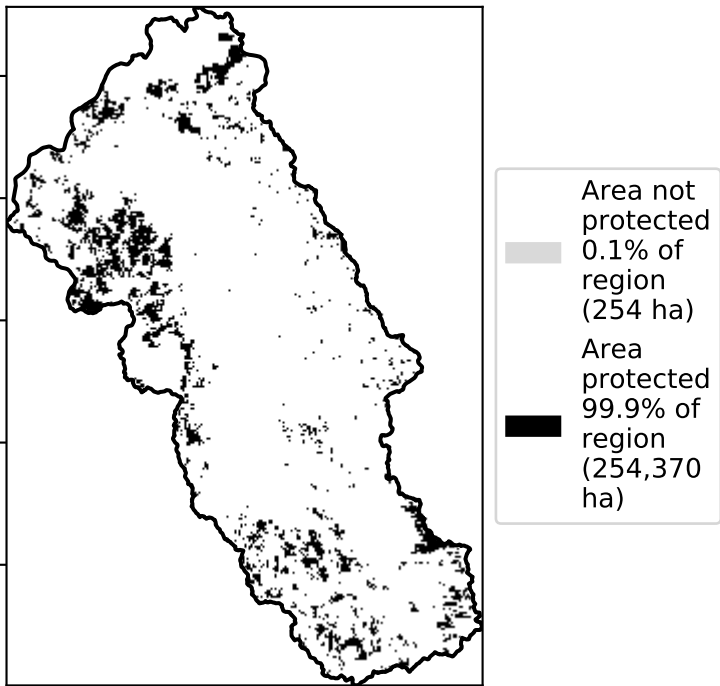 Area not
protected
0.1% of
region
(254 ha)
Area
protected
99.9% of
region
(254,370
ha)